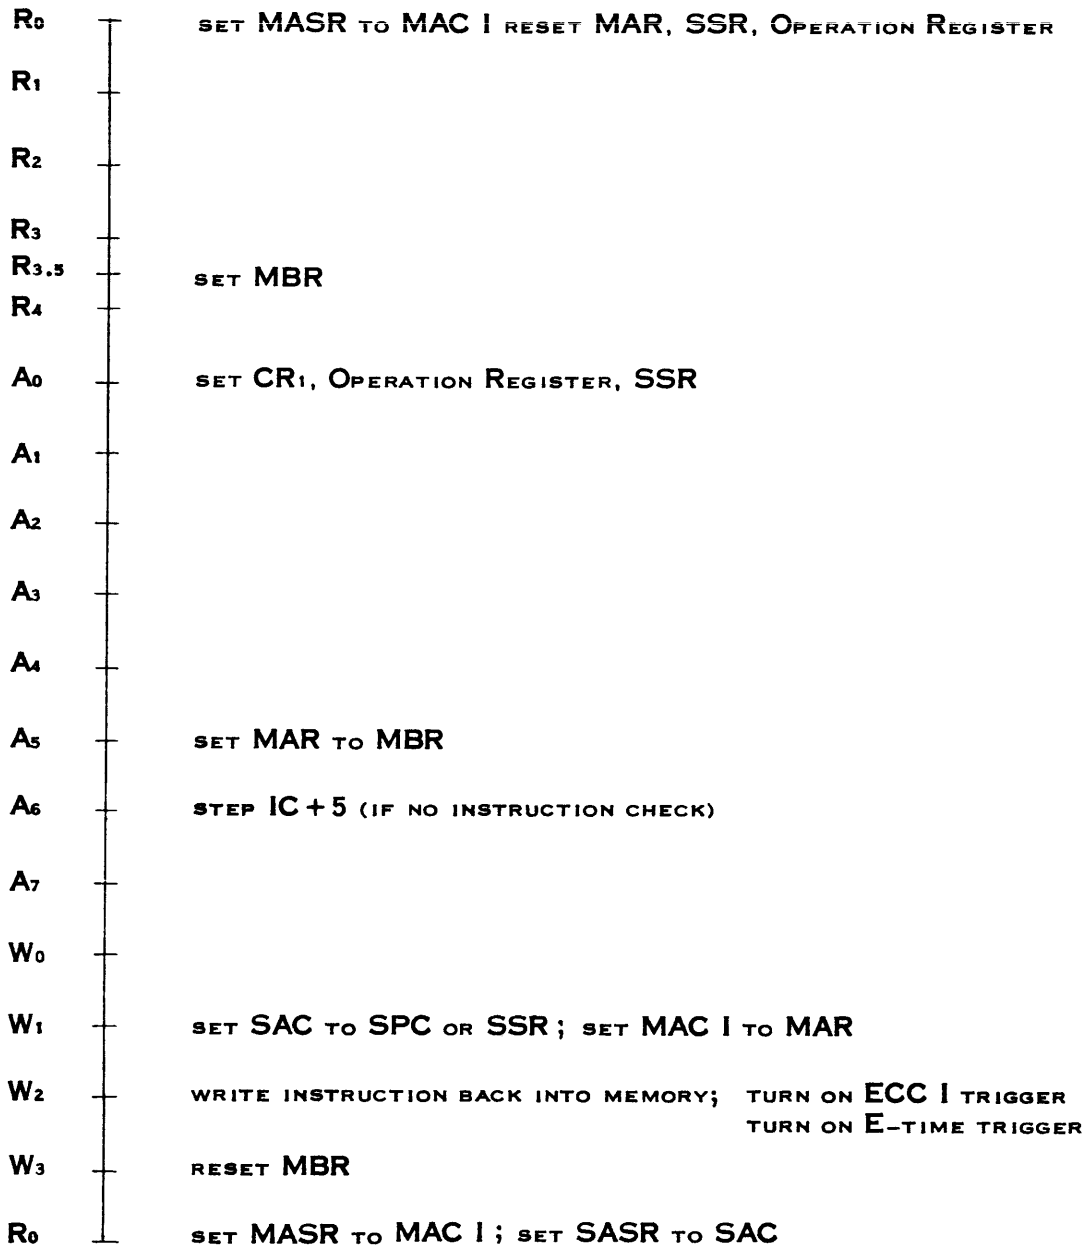 R0 SET MASR TO MAC I RESET MAR, SSR, OPERATION REGISTER
R1
R2
R3
R3.5 SET MBR
R4
A0 SET CR1, OPERATION REGISTER, SSR
A1
A2
A3
A4
A5 SET MAR TO MBR
A6 STEP IC + 5 (IF NO INSTRUCTION CHECK)
A7
W0
W1 SET SAC TO SPC OR SSR ; SET MAC I TO MAR
W2 WRITE INSTRUCTION BACK INTO MEMORY; TURN ON ECC I TRIGGER
TURN ON E-TIME TRIGGER
W3 RESET MBR
R0 SET MASR TO MAC I ; SET SASR TO SAC